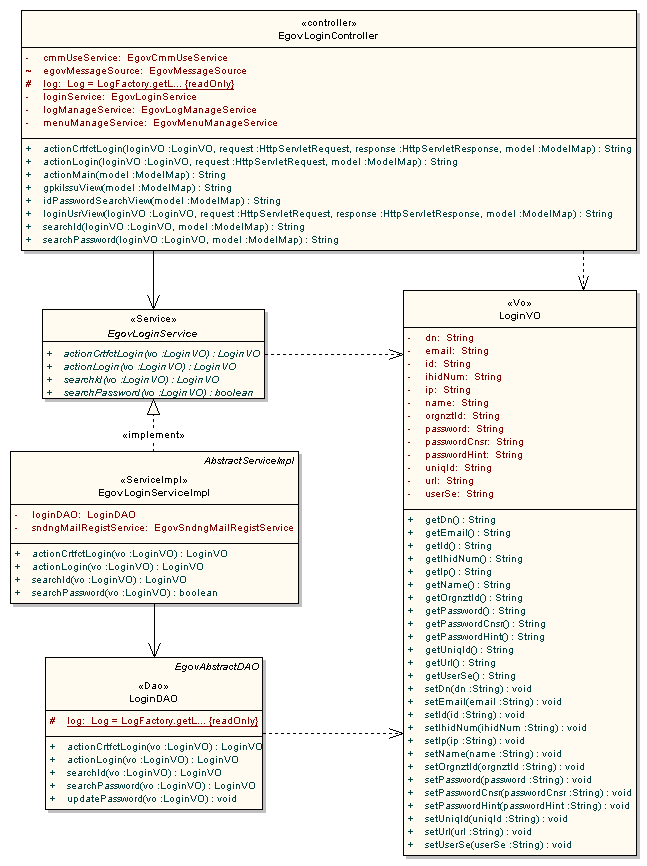 «controller»
EgovLoginController
- cmmUseService: EgovCmmUseService
~ egovMessageSource: EgovMessageSource
# log: Log = LogFactory.getL... {readOnly}
- loginService: EgovLoginService
- logManageService: EgovLogManageService
- menuManageService: EgovMenuManageService
+ actionCrtfctLogin(loginVO :LoginVO, request :HttpServletRequest, response :HttpServletResponse, model :ModelMap) : String
+ actionLogin(loginVO :LoginVO, request :HttpServletRequest, model :ModelMap) : String
+ actionMain(model :ModelMap) : String
+ gpkiIssuView(model :ModelMap) : String
+ idPasswordSearchView(model :ModelMap) : String
+ loginUsrView(loginVO :LoginVO, request :HttpServletRequest, response :HttpServletResponse, model :ModelMap) : String
+ searchId(loginVO :LoginVO, model :ModelMap) : String
+ searchPassword(loginVO :LoginVO, model :ModelMap) : String
«Service»
EgovLoginService
+ actionCrtfctLogin(vo :LoginVO) : LoginVO
+ actionLogin(vo :LoginVO) : LoginVO
+ searchId(vo :LoginVO) : LoginVO
+ searchPassword(vo :LoginVO) : boolean
«implement»
AbstractServiceImpl
«ServiceImpl»
EgovLoginServiceImpl
- loginDAO: LoginDAO
- sndngMailRegistService: EgovSndngMailRegistService
+ actionCrtfctLogin(vo :LoginVO) : LoginVO
+ actionLogin(vo :LoginVO) : LoginVO
+ searchId(vo :LoginVO) : LoginVO
+ searchPassword(vo :LoginVO) : boolean
EgovAbstractDAO
«Dao»
LoginDAO
# log: Log = LogFactory.getL... {readOnly}
+ actionCrtfctLogin(vo :LoginVO) : LoginVO
+ actionLogin(vo :LoginVO) : LoginVO
+ searchId(vo :LoginVO) : LoginVO
+ searchPassword(vo :LoginVO) : LoginVO
+ updatePassword(vo :LoginVO) : void
«Vo»
LoginVO
- dn: String
- email: String
- id: String
- ihidNum: String
- ip: String
- name: String
- orgnztId: String
- password: String
- passwordCnsr: String
- passwordHint: String
- uniqId: String
- url: String
- userSe: String
+ getDn() : String
+ getEmail() : String
+ getId() : String
+ getIhidNum() : String
+ getIp() : String
+ getName() : String
+ getOrgnztId() : String
+ getPassword() : String
+ getPasswordCnsr() : String
+ getPasswordHint() : String
+ getUniqId() : String
+ getUrl() : String
+ getUserSe() : String
+ setDn(dn :String) : void
+ setEmail(email :String) : void
+ setId(id :String) : void
+ setIhidNum(ihidNum :String) : void
+ setIp(ip :String) : void
+ setName(name :String) : void
+ setOrgnztId(orgnztId :String) : void
+ setPassword(password :String) : void
+ setPasswordCnsr(passwordCnsr :String) : void
+ setPasswordHint(passwordHint :String) : void
+ setUniqId(uniqId :String) : void
+ setUrl(url :String) : void
+ setUserSe(userSe :String) : void